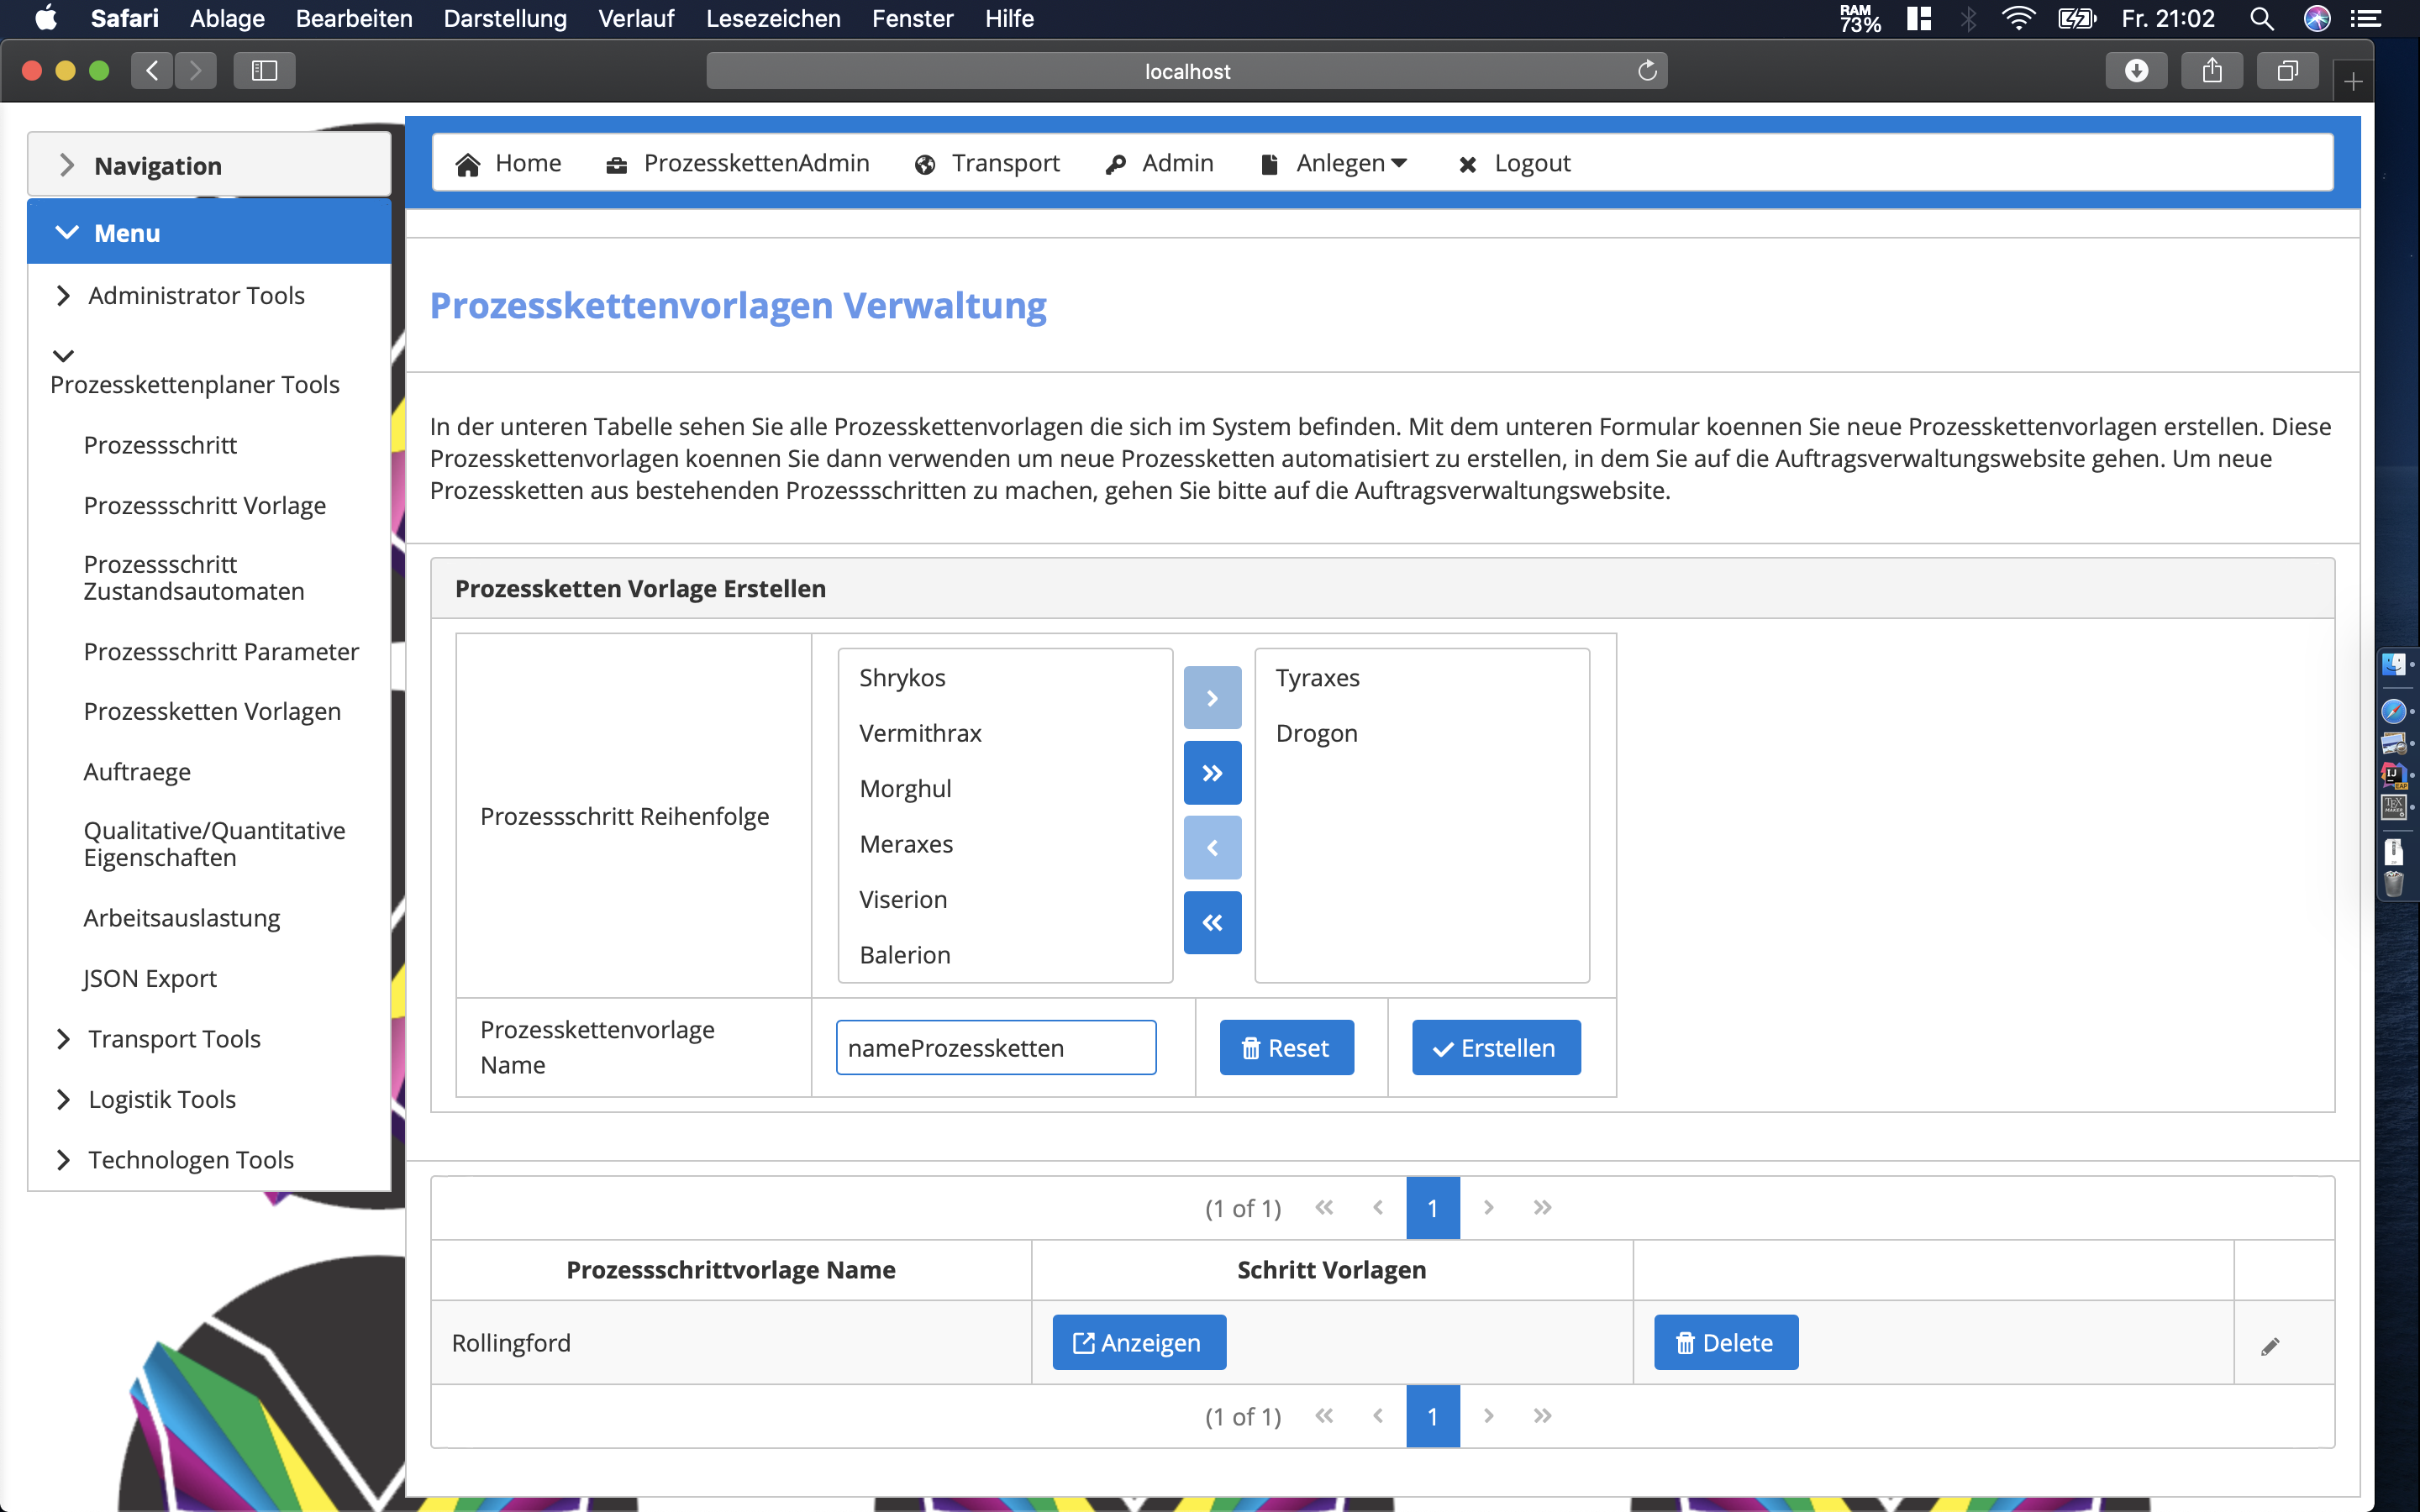 Safari Ablage Bearbeiten Darstellung Verlauf Lesezeichen Fenster Hilfe RAM 73% Fr. 21:02
localhost
Navigation
Menu
Administrator Tools
Prozesskettenplaner Tools
Prozessschritt
Prozessschritt Vorlage
Prozessschritt
Zustandsautomaten
Prozessschritt Parameter
Prozessketten Vorlagen
Auftraege
Qualitative/Quantitative
Eigenschaften
Arbeitsauslastung
JSON Export
Transport Tools
Logistik Tools
Technologen Tools
Home ProzesskettenAdmin Transport Admin Anlegen Logout
Prozesskettenvorlagen Verwaltung
In der unteren Tabelle sehen Sie alle Prozesskettenvorlagen die sich im System befinden. Mit dem unteren Formular koennen Sie neue Prozesskettenvorlagen erstellen. Diese
Prozesskettenvorlagen koennen Sie dann verwenden um neue Prozessketten automatisiert zu erstellen, in dem Sie auf die Auftragsverwaltungswebsite gehen. Um neue
Prozessketten aus bestehenden Prozessschritten zu machen, gehen Sie bitte auf die Auftragsverwaltungswebsite.
Prozessketten Vorlage Erstellen
Prozessschritt Reihenfolge
Shrykos
Vermithrax
Morghul
Meraxes
Viserion
Balerion
Tyraxes
Drogon
Prozesskettenvorlage
Name
nameProzessketten
Reset
Erstellen
(1 of 1) 1
Prozessschrittvorlage Name Schritt Vorlagen
Rollingford Anzeigen Delete
(1 of 1) 1